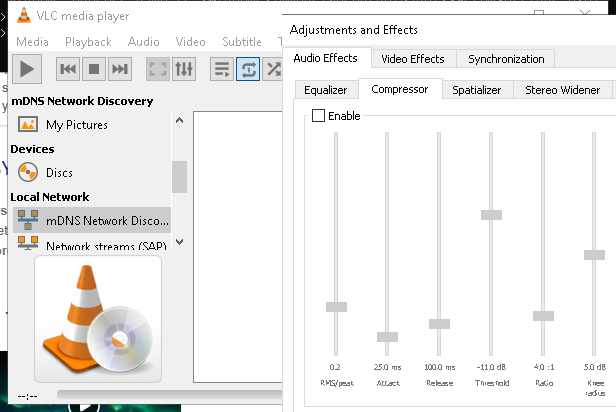 VLC media player
Media Playback Audio Video Subtitle T
mDNS Network Discovery
My Pictures
Devices
Discs
Local Network
mDNS Network Disco...
Network streams (SAP)
--:--
Adjustments and Effects
Audio Effects Video Effects Synchronization
Equalizer Compressor Spatializer Stereo Widener
Enable
0.2 25.0 ms 100.0 ms -11.0 dB 4.0 :1 5.0 dB
RMS/peak Attack Release Threshold Ratio Knee
radius